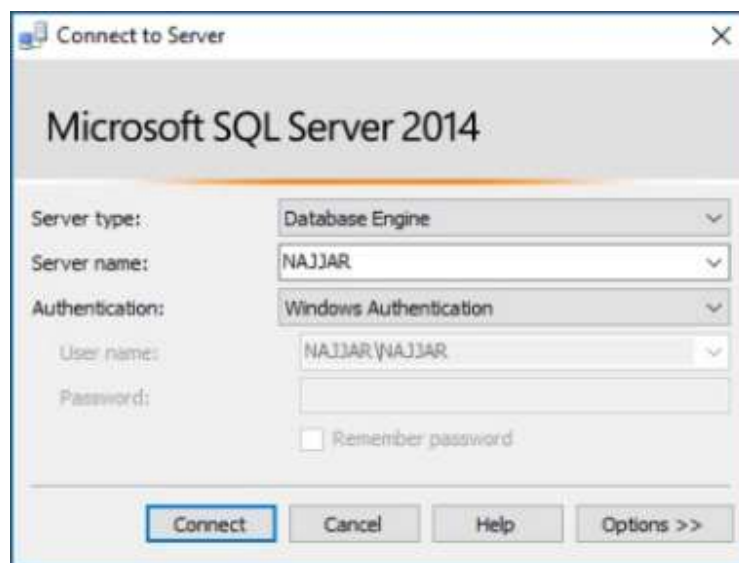 Connect to Server
Microsoft SQL Server 2014
Server type: Database Engine
Server name: NAJJAR
Authentication: Windows Authentication
User name: NAJJAR\NAJJAR
Password:
Remember password
Connect Cancel Help Options >>